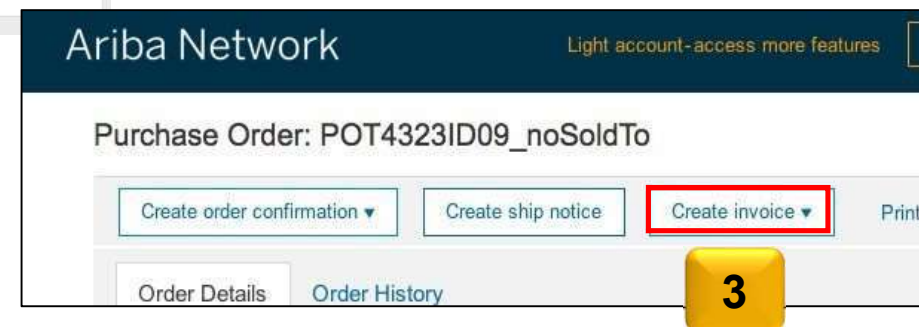 Ariba Network Light account-access more features
Purchase Order: POT4323ID09_noSoldTo
Create order confirmation ▾ Create ship notice Create invoice ▾ Print
Order Details Order History
3